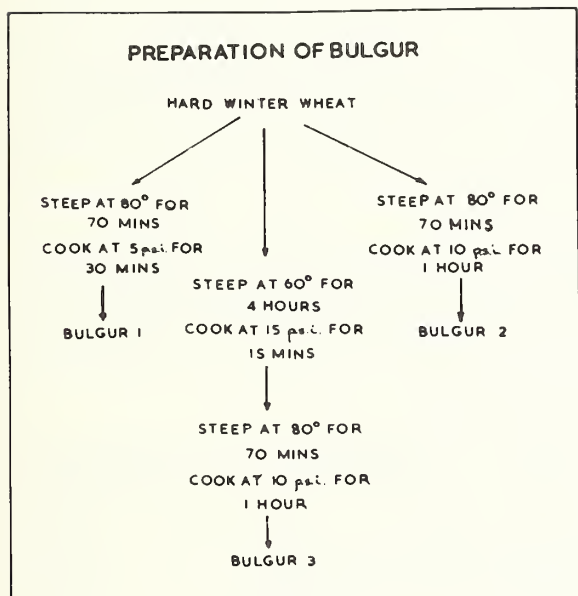 PREPARATION OF BULGUR
HARD WINTER WHEAT
STEEP AT 80° FOR
70 MINS
COOK AT 5 psi. FOR
30 MINS
BULGUR 1
STEEP AT 60° FOR
4 HOURS
COOK AT 15 psi. FOR
15 MINS
STEEP AT 80° FOR
70 MINS
COOK AT 10 psi. FOR
1 HOUR
BULGUR 3
STEEP AT 80° FOR
70 MINS
COOK AT 10 psi FOR
1 HOUR
BULGUR 2